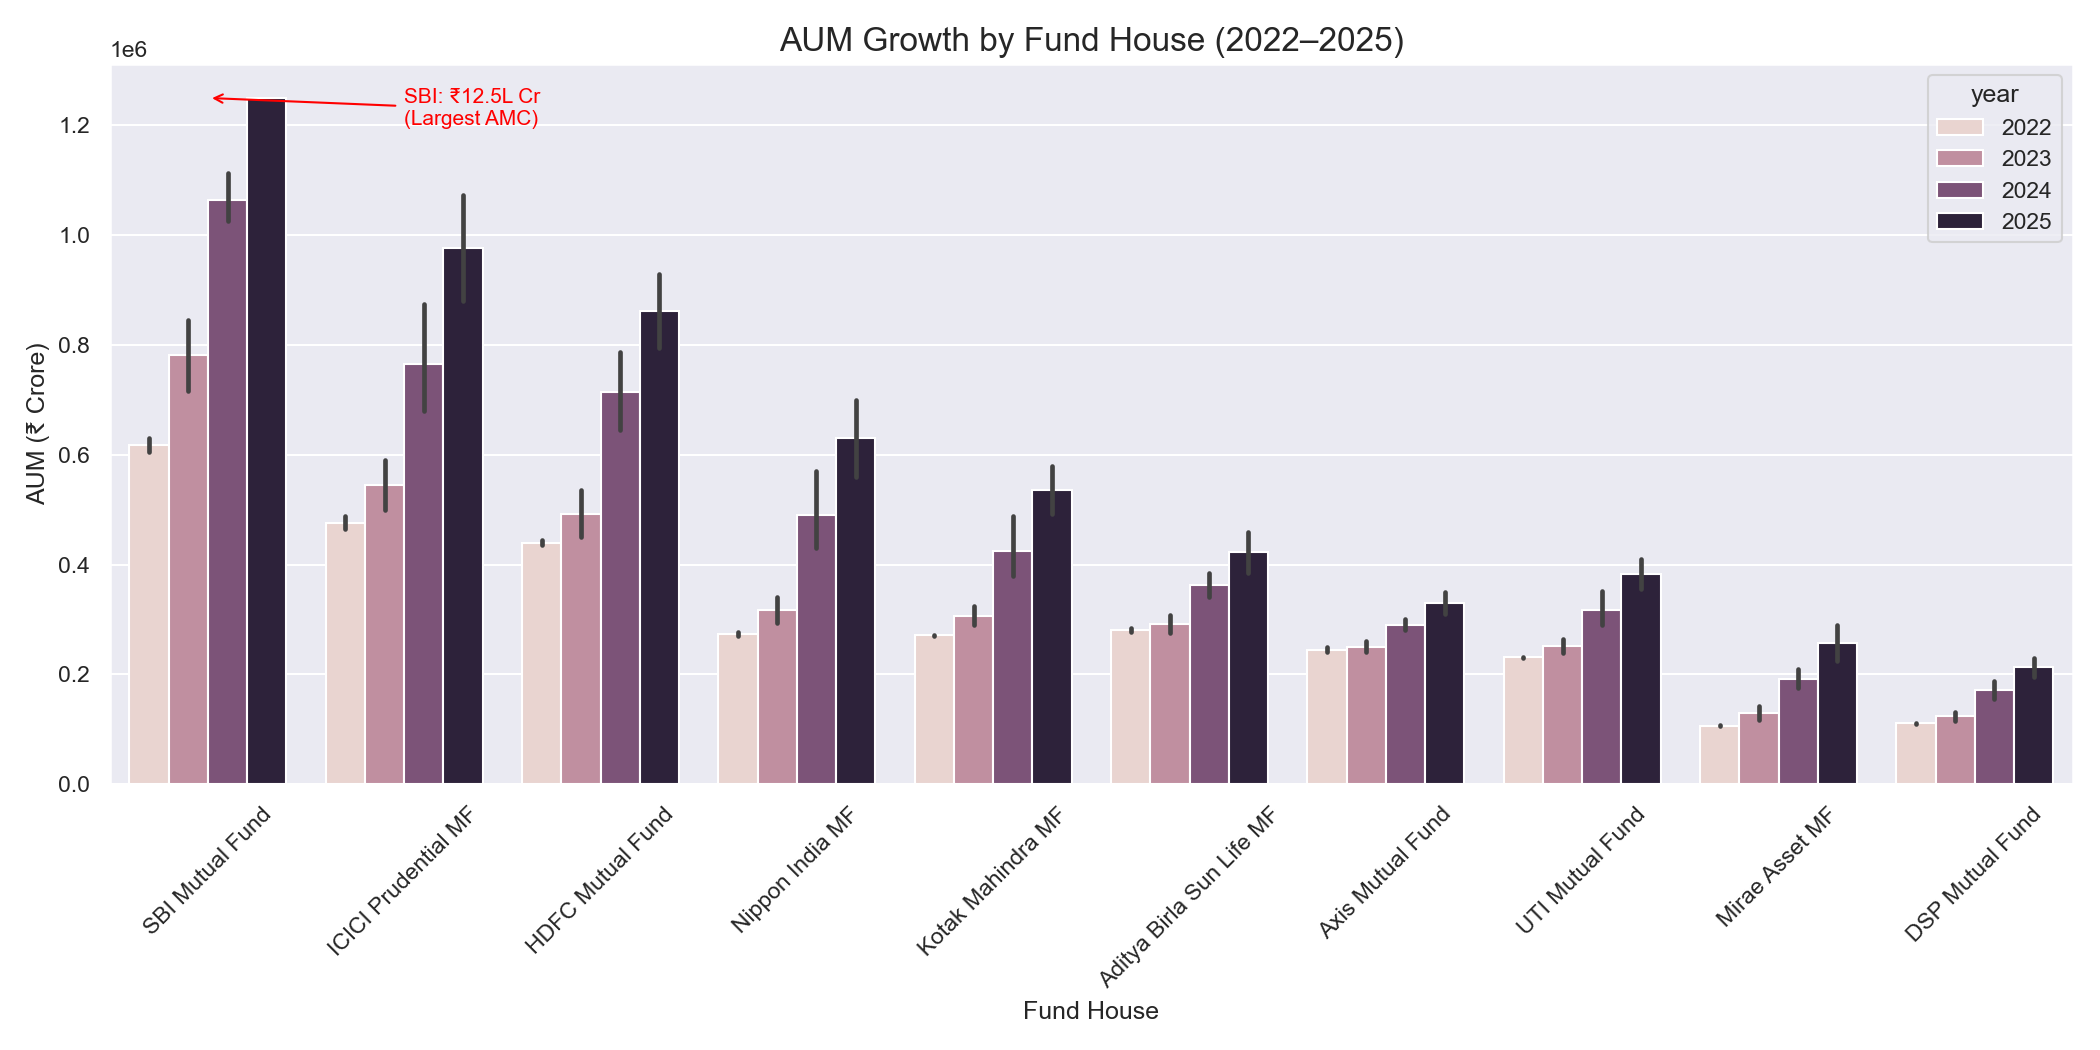 AUM Growth by Fund House (2022–2025)
1e6
SBI: ₹12.5L Cr
(Largest AMC)
year
2022
2023
2024
2025
1.2
1.0
0.8
0.6
0.4
0.2
0.0
AUM (₹ Crore)
SBI Mutual Fund
ICICI Prudential MF
HDFC Mutual Fund
Nippon India MF
Kotak Mahindra MF
Aditya Birla Sun Life MF
Axis Mutual Fund
UTI Mutual Fund
Mirae Asset MF
DSP Mutual Fund
Fund House